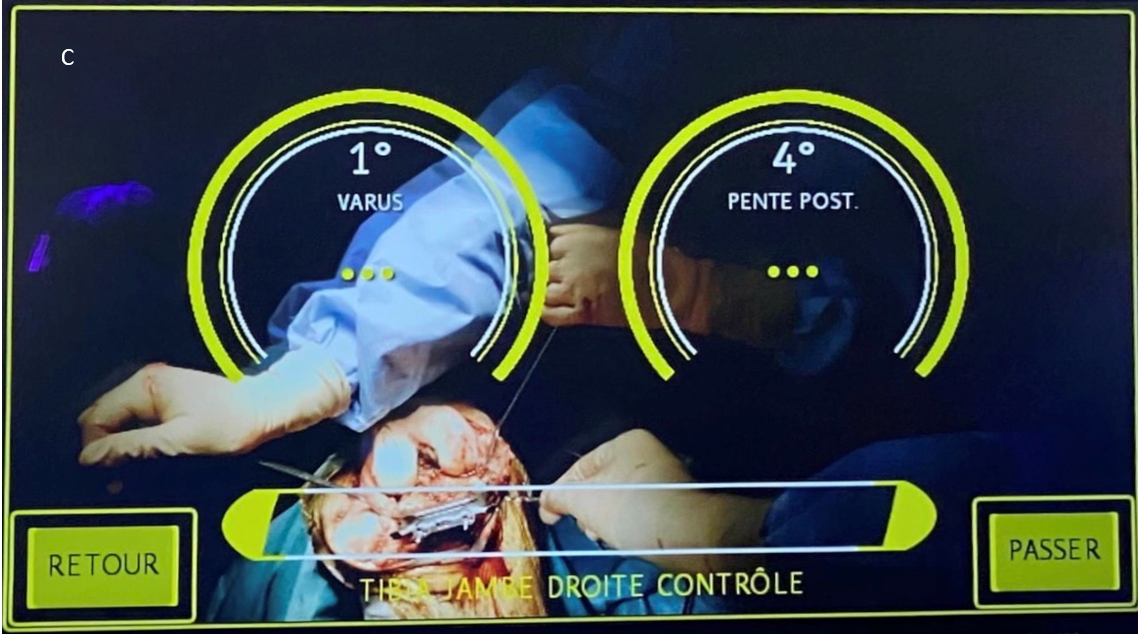 C
1°
VARUS
4°
PENTE POST.
RETOUR
TIBIA JAMBE DROITE CONTRÔLE
PASSER